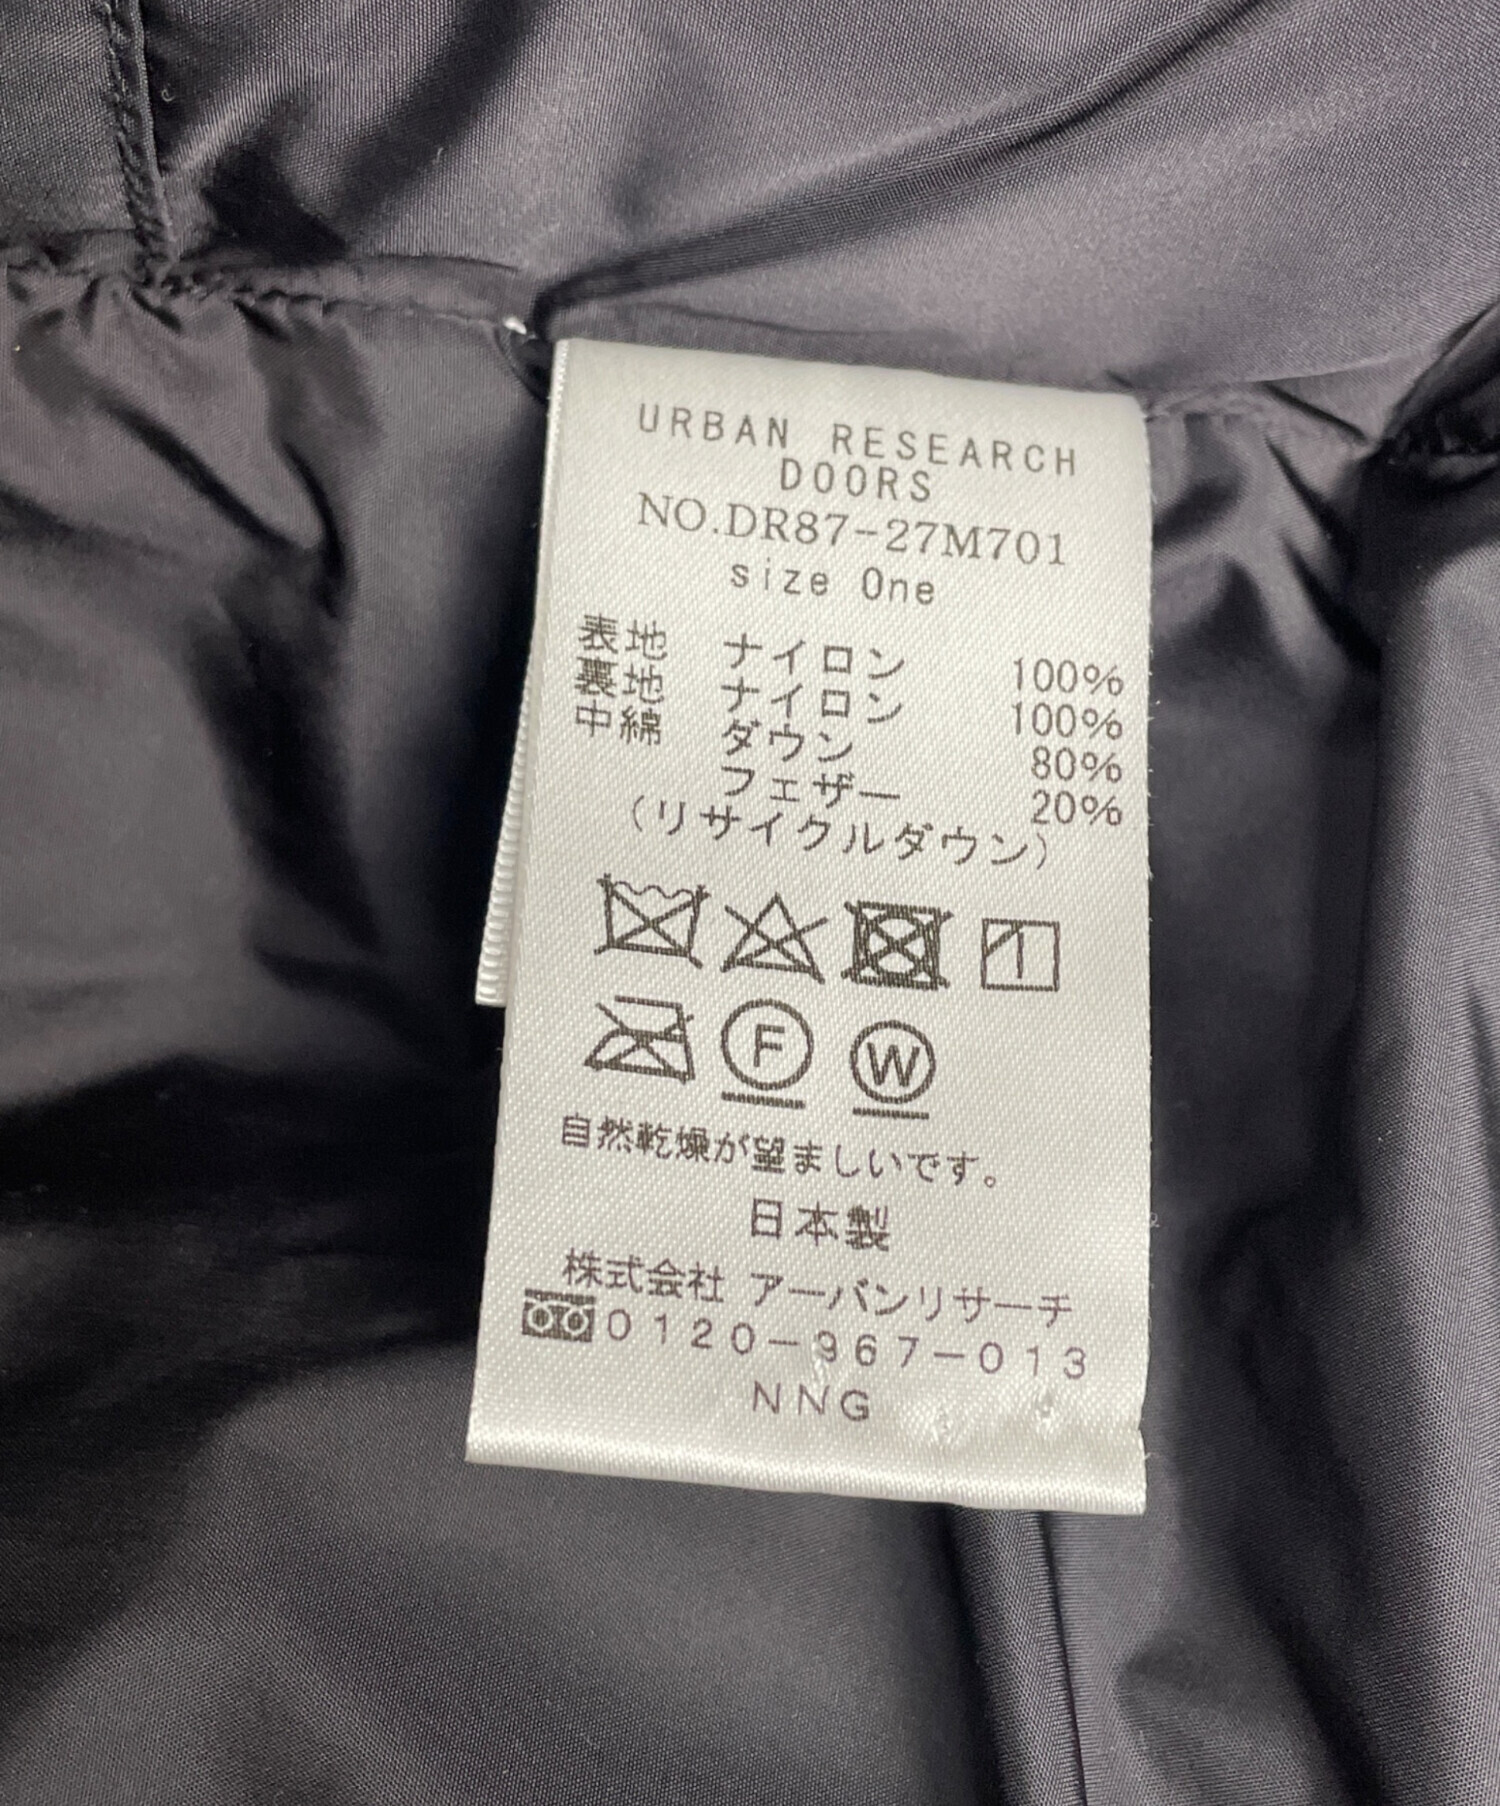 URBAN RESEARCH
DOORS
NO.DR87-27M701
size One
表地 ナイロン 100%
裏地 ナイロン 100%
中綿 ダウン 80%
フェザー 20%
(リサイクルダウン)
F W
自然乾燥が望ましいです。
日本製
株式会社 アーバンリサーチ
0120-967-013
NNG